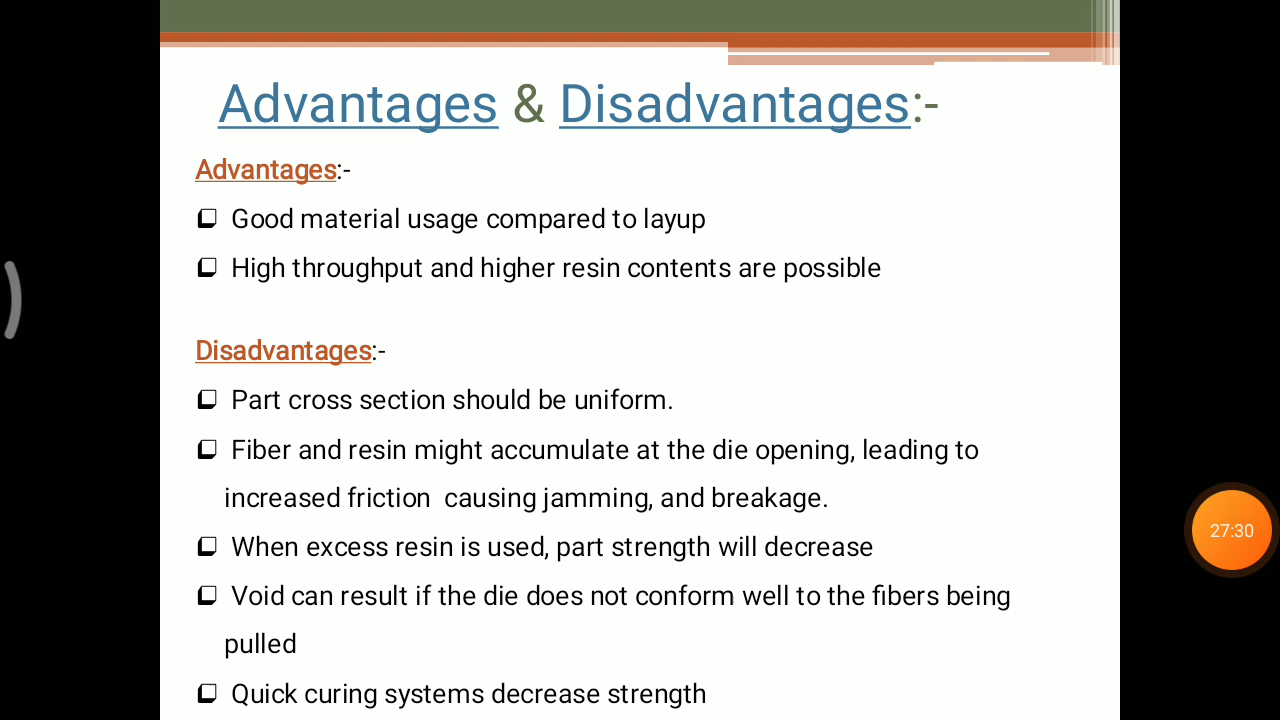 Advantages & Disadvantages:-
Advantages:-
❑ Good material usage compared to layup
❑ High throughput and higher resin contents are possible
Disadvantages:-
❑ Part cross section should be uniform.
❑ Fiber and resin might accumulate at the die opening, leading to
increased friction  causing jamming, and breakage.
❑ When excess resin is used, part strength will decrease
❑ Void can result if the die does not conform well to the fibers being
pulled
❑ Quick curing systems decrease strength
27:30